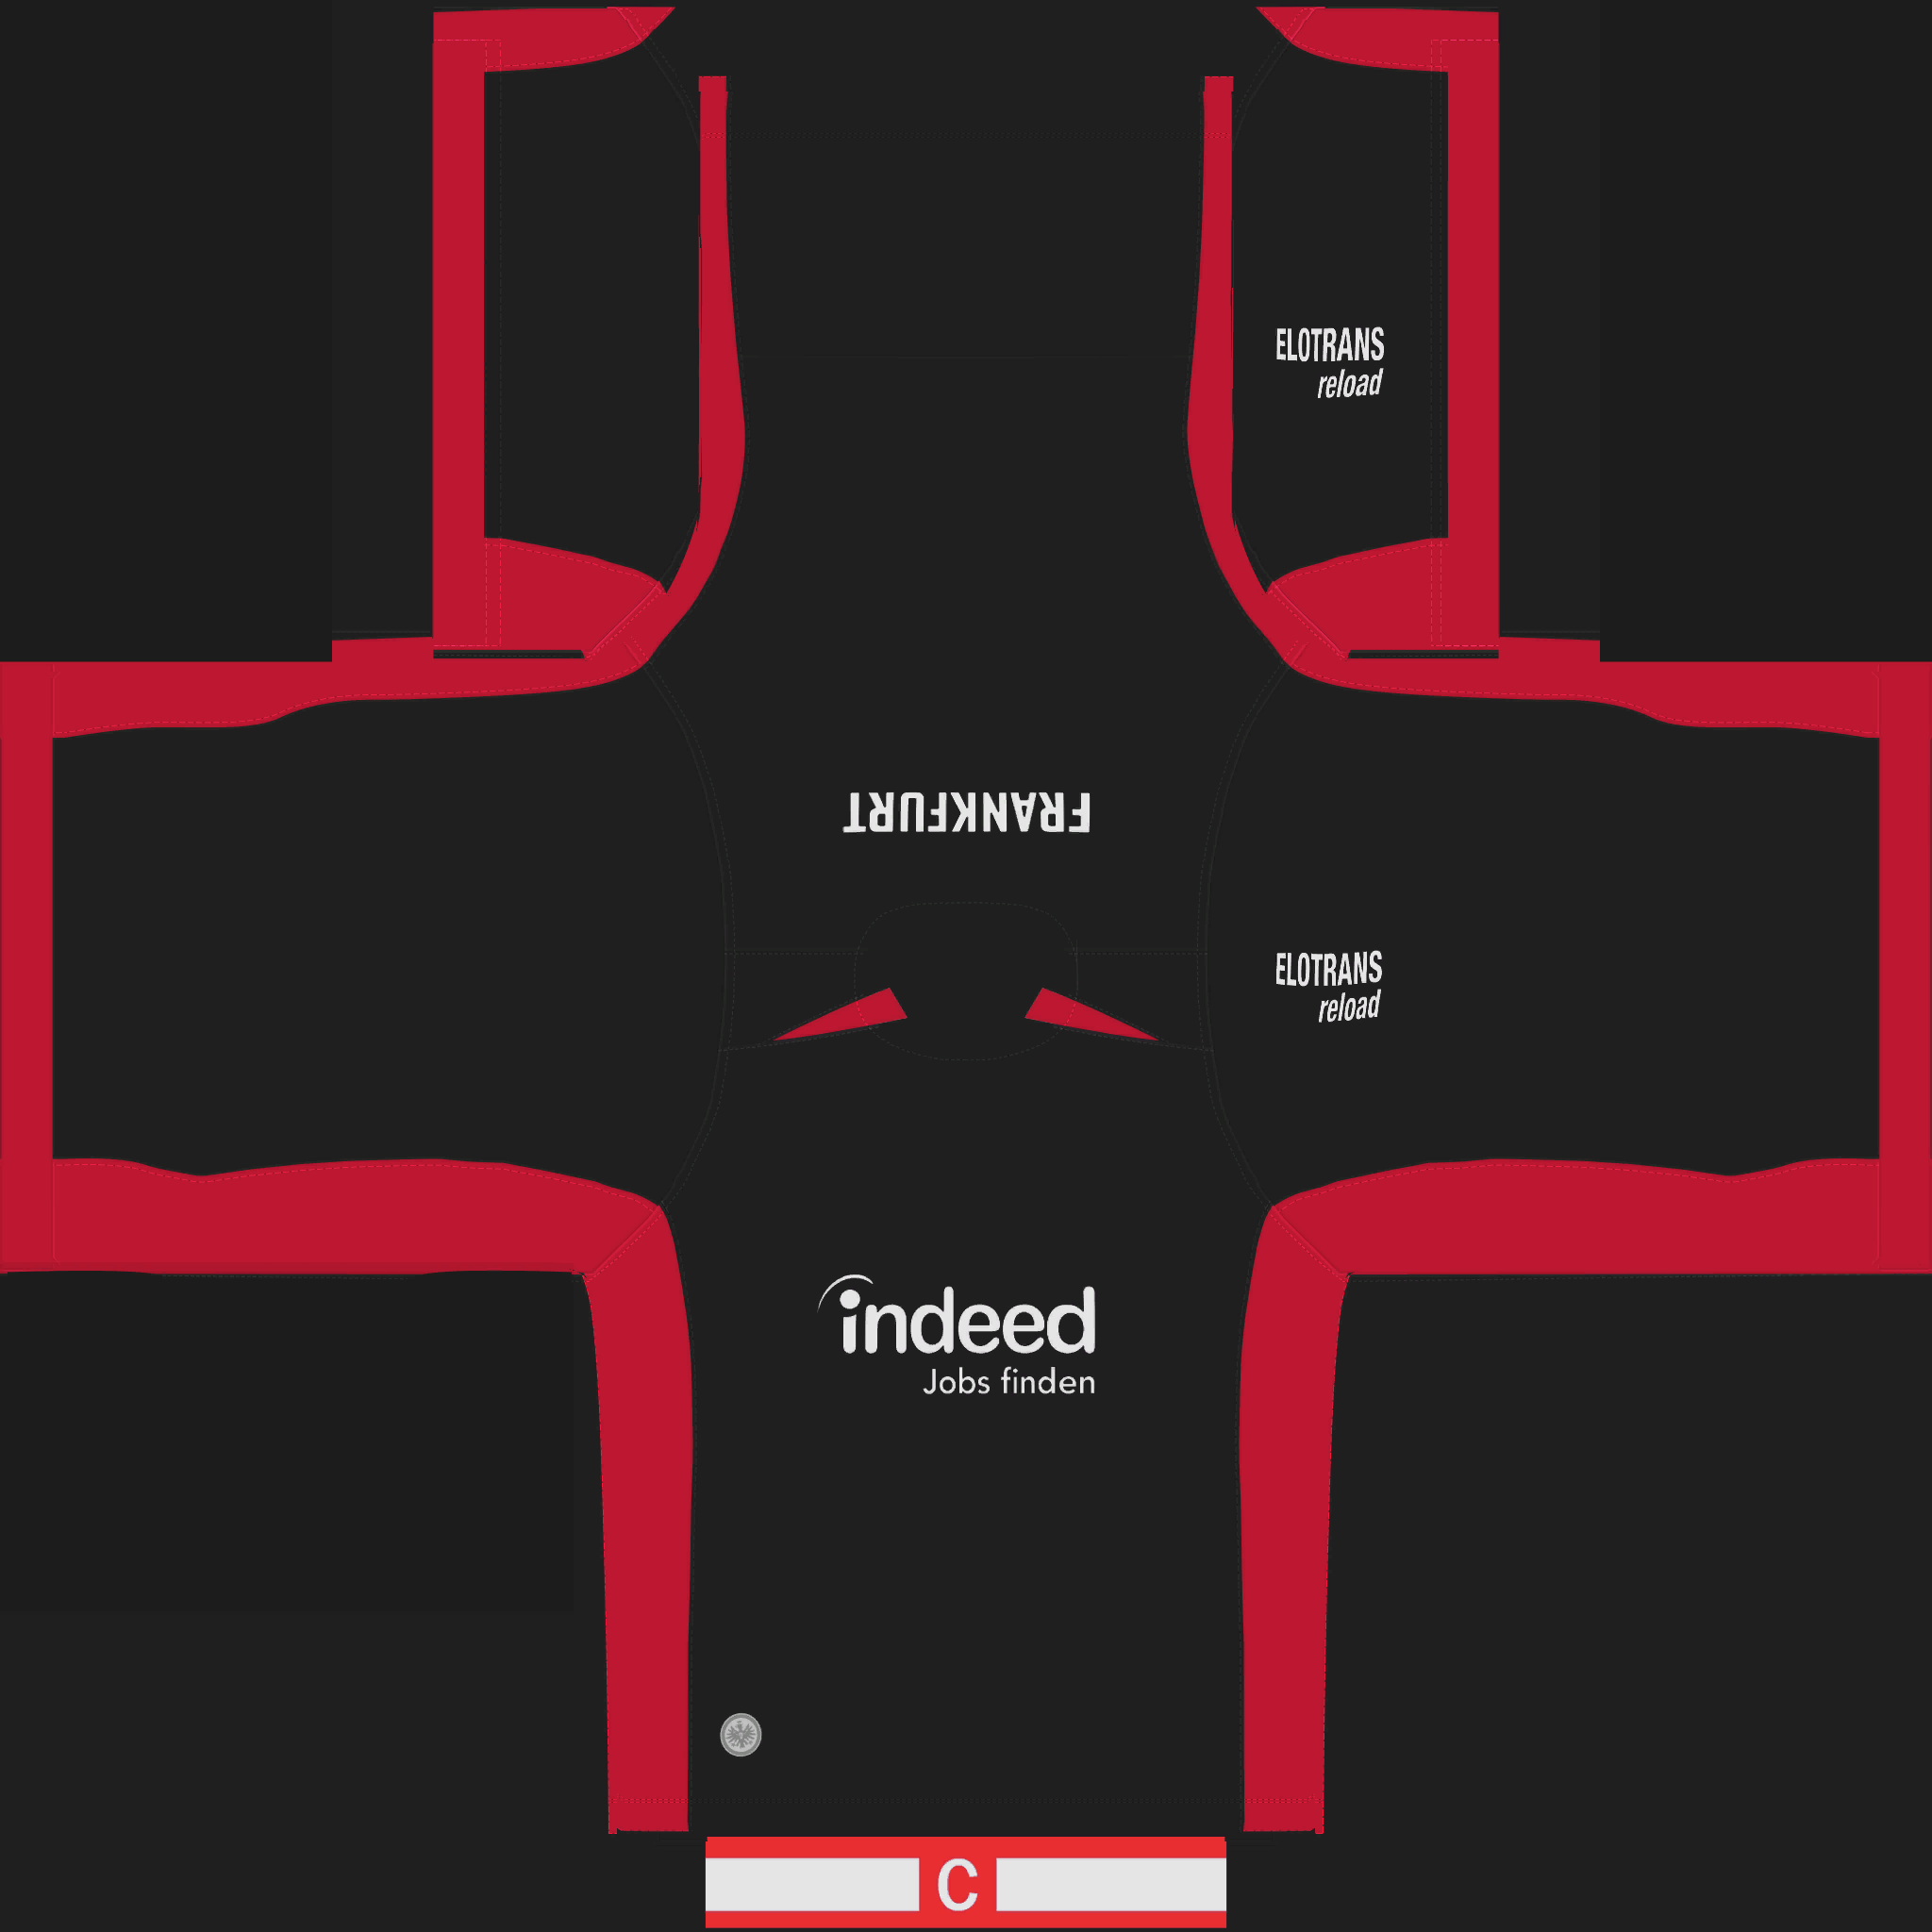 ELOTRANS
reload
FRANKFURT
ELOTRANS
reload
indeed
Jobs finden
C